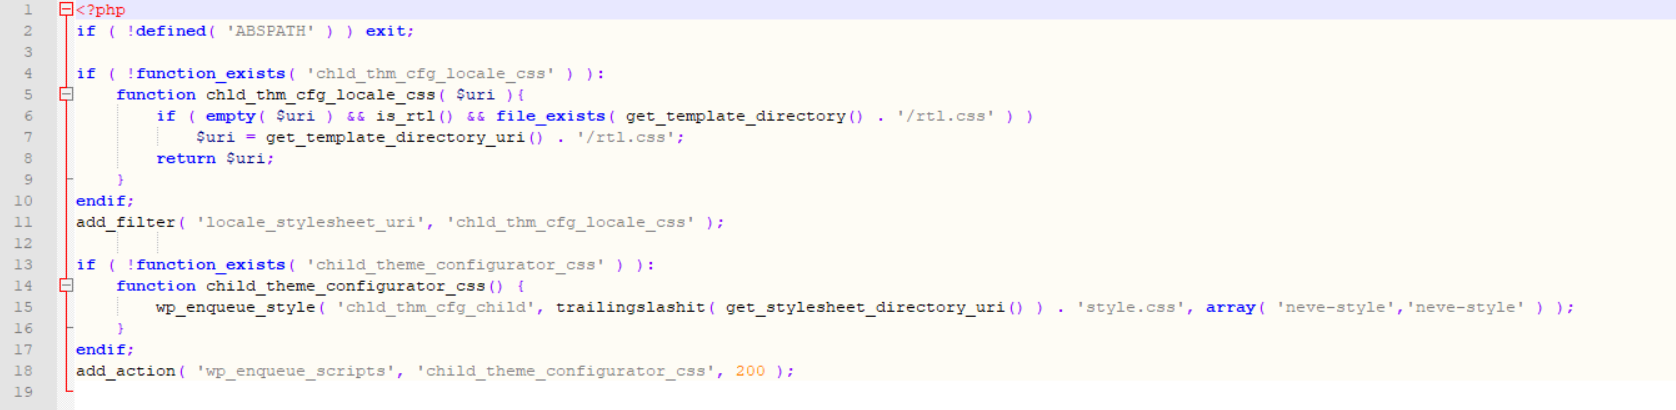 1 <?php
2 if ( !defined( 'ABSPATH' ) ) exit;
3
4 if ( !function_exists( 'chld_thm_cfg_locale_css' ) ):
5     function chld_thm_cfg_locale_css( $uri ){
6         if ( empty( $uri ) && is_rtl() && file_exists( get_template_directory() . '/rtl.css' ) )
7             $uri = get_template_directory_uri() . '/rtl.css';
8         return $uri;
9     }
10 endif;
11 add_filter( 'locale_stylesheet_uri', 'chld_thm_cfg_locale_css' );
12
13 if ( !function_exists( 'child_theme_configurator_css' ) ):
14     function child_theme_configurator_css() {
15         wp_enqueue_style( 'chld_thm_cfg_child', trailingslashit( get_stylesheet_directory_uri() ) . 'style.css', array( 'neve-style','neve-style' ) );
16     }
17 endif;
18 add_action( 'wp_enqueue_scripts', 'child_theme_configurator_css', 200 );
19